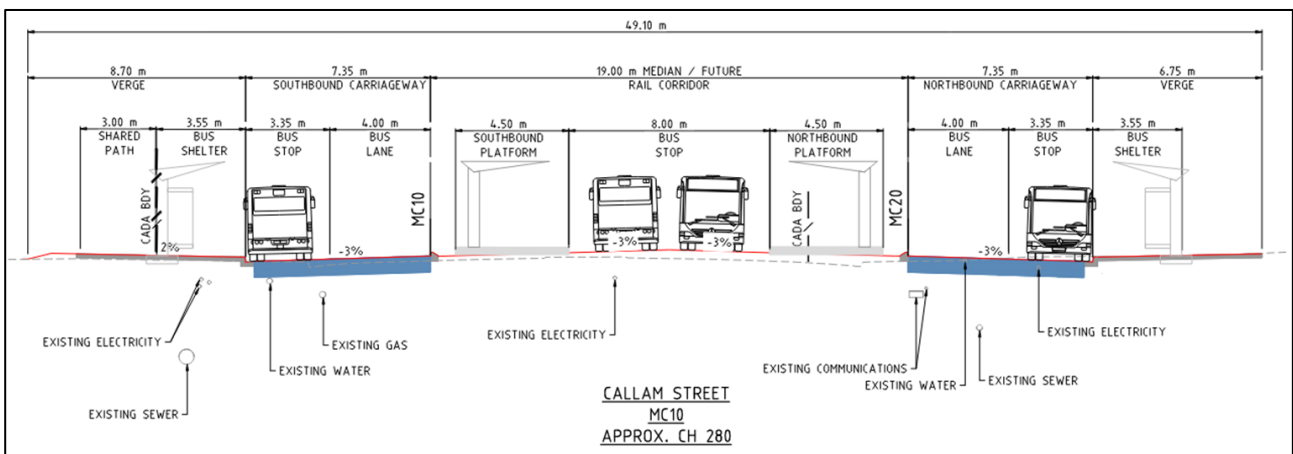 49.10 m
8.70 m
VERGE
7.35 m
SOUTHBOUND CARRIAGEWAY
19.00 m MEDIAN / FUTURE
RAIL CORRIDOR
7.35 m
NORTHBOUND CARRIAGEWAY
6.75 m
VERGE
3.00 m
SHARED
PATH
3.55 m
BUS
SHELTER
3.35 m
BUS
STOP
4.00 m
BUS
LANE
4.50 m
SOUTHBOUND
PLATFORM
8.00 m
BUS
STOP
4.50 m
NORTHBOUND
PLATFORM
4.00 m
BUS
LANE
3.35 m
BUS
STOP
3.55 m
BUS
SHELTER
CADA BDY
MC10
CADA BDY
MC20
2%
-3%
-3%
-3%
-3%
EXISTING ELECTRICITY
EXISTING SEWER
EXISTING WATER
EXISTING GAS
EXISTING ELECTRICITY
EXISTING COMMUNICATIONS
EXISTING WATER
EXISTING SEWER
EXISTING ELECTRICITY
CALLAM STREET
MC10
APPROX. CH 280